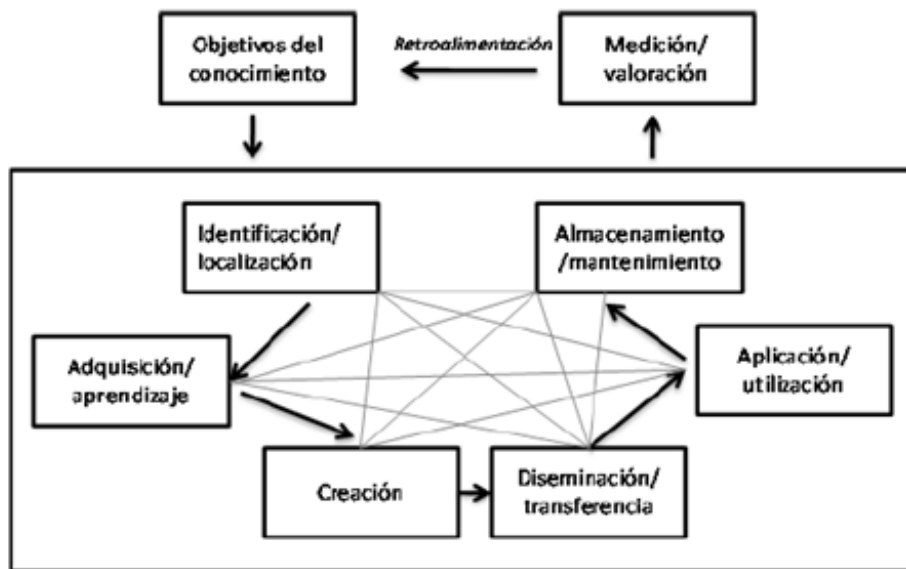 Objetivos del
conocimiento
Retroalimentación
Medición/
valoración
Identificación/
localización
Almacenamiento
/mantenimiento
Adquisición/
aprendizaje
Aplicación/
utilización
Creación
Diseminación/
transferencia